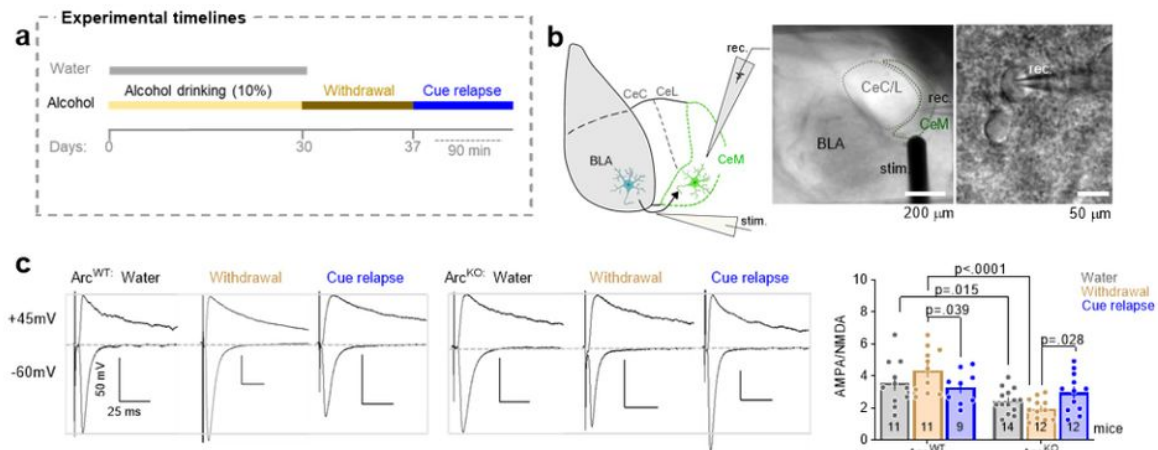 Experimental timelines
a
Water
Alcohol drinking (10%) Withdrawal Cue relapse
Alcohol
Days: 0 30 37 90 min
b
rec.
CeC CeL
BLA
CeM
stim.
CeC/L
rec.
CeM
BLA
stim.
200 µm
rec.
50 µm
c
Arc^WT: Water Withdrawal Cue relapse
Arc^KO: Water Withdrawal Cue relapse
+45mV
-60mV
50 mV
25 ms
p<.0001
p=.015
p=.039
p=.028
Water
Withdrawal
Cue relapse
AMPA/NMDA
10
8
6
4
2
0
11 11 9 14 12 12 mice
WT KO